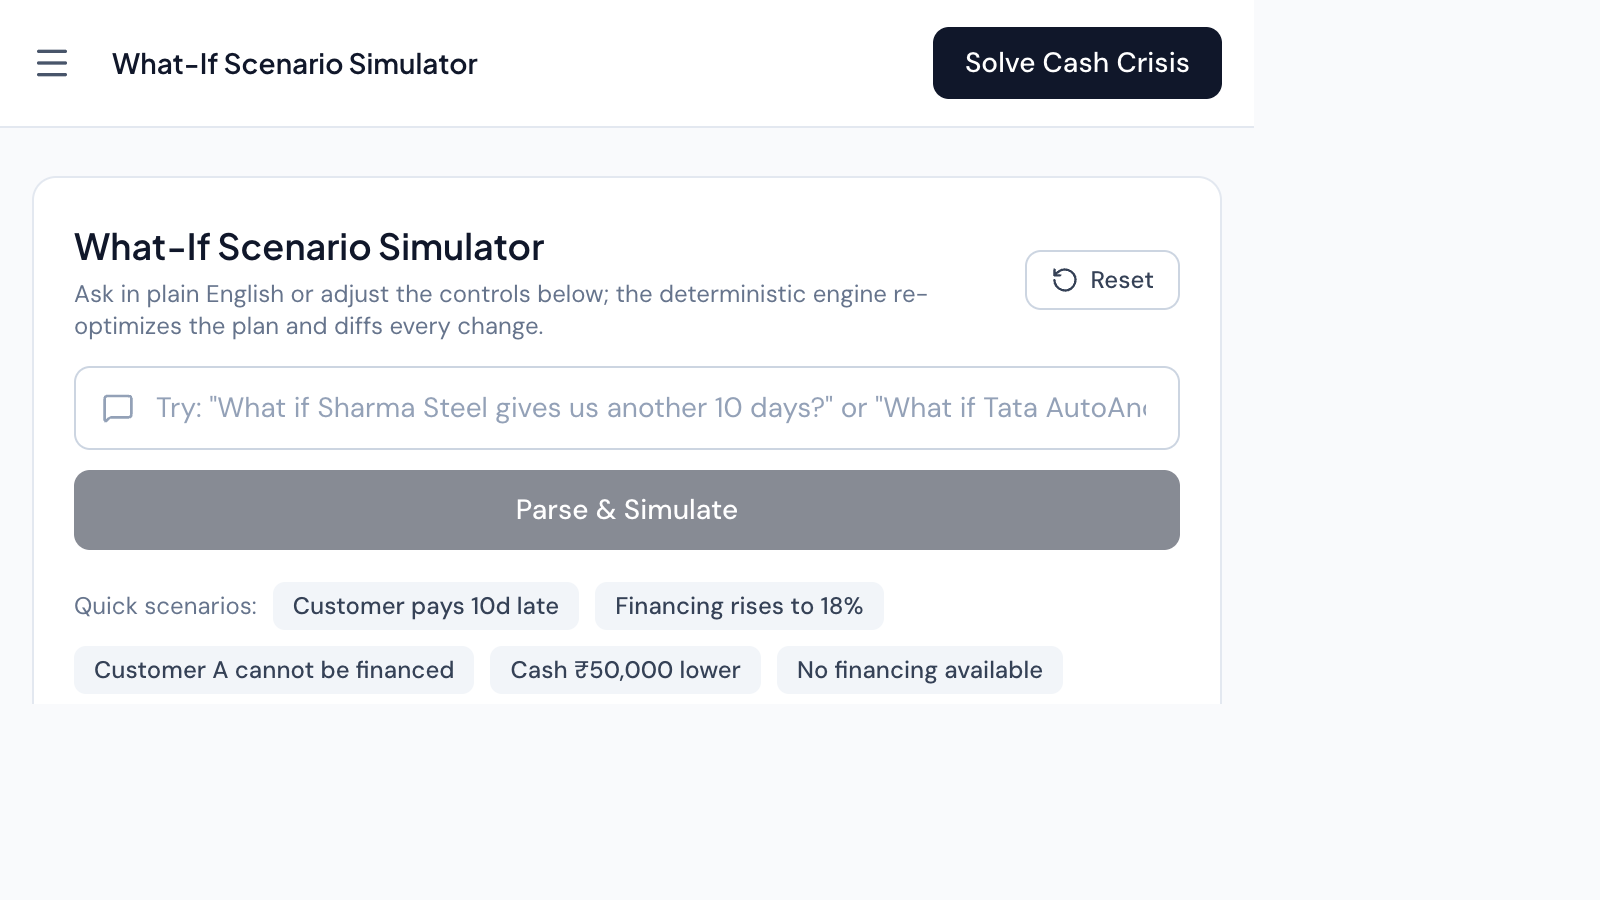 What-If Scenario Simulator
Solve Cash Crisis
What-If Scenario Simulator
Ask in plain English or adjust the controls below; the deterministic engine re-
optimizes the plan and diffs every change.
Reset
Try: "What if Sharma Steel gives us another 10 days?" or "What if Tata AutoAn
Parse & Simulate
Quick scenarios:
Customer pays 10d late
Financing rises to 18%
Customer A cannot be financed
Cash ₹50,000 lower
No financing available